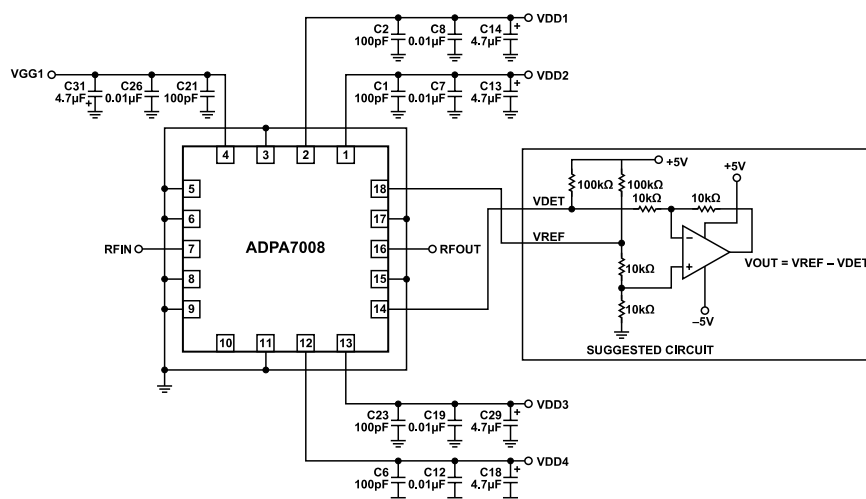 C2
100pF
C8
0.01µF
C14
4.7µF
+
VDD1
VGG1
C31
4.7µF
+
C26
0.01µF
C21
100pF
C1
100pF
C7
0.01µF
C13
4.7µF
+
VDD2
4
3
2
1
5
6
RFIN
7
8
9
ADPA7008
18
17
16
RFOUT
15
14
10
11
12
13
VDET
VREF
+5V
+5V
100kΩ
100kΩ
10kΩ
10kΩ
−
+
10kΩ
10kΩ
−5V
VOUT = VREF – VDET
SUGGESTED CIRCUIT
C23
100pF
C19
0.01µF
C29
4.7µF
+
VDD3
C6
100pF
C12
0.01µF
C18
4.7µF
+
VDD4